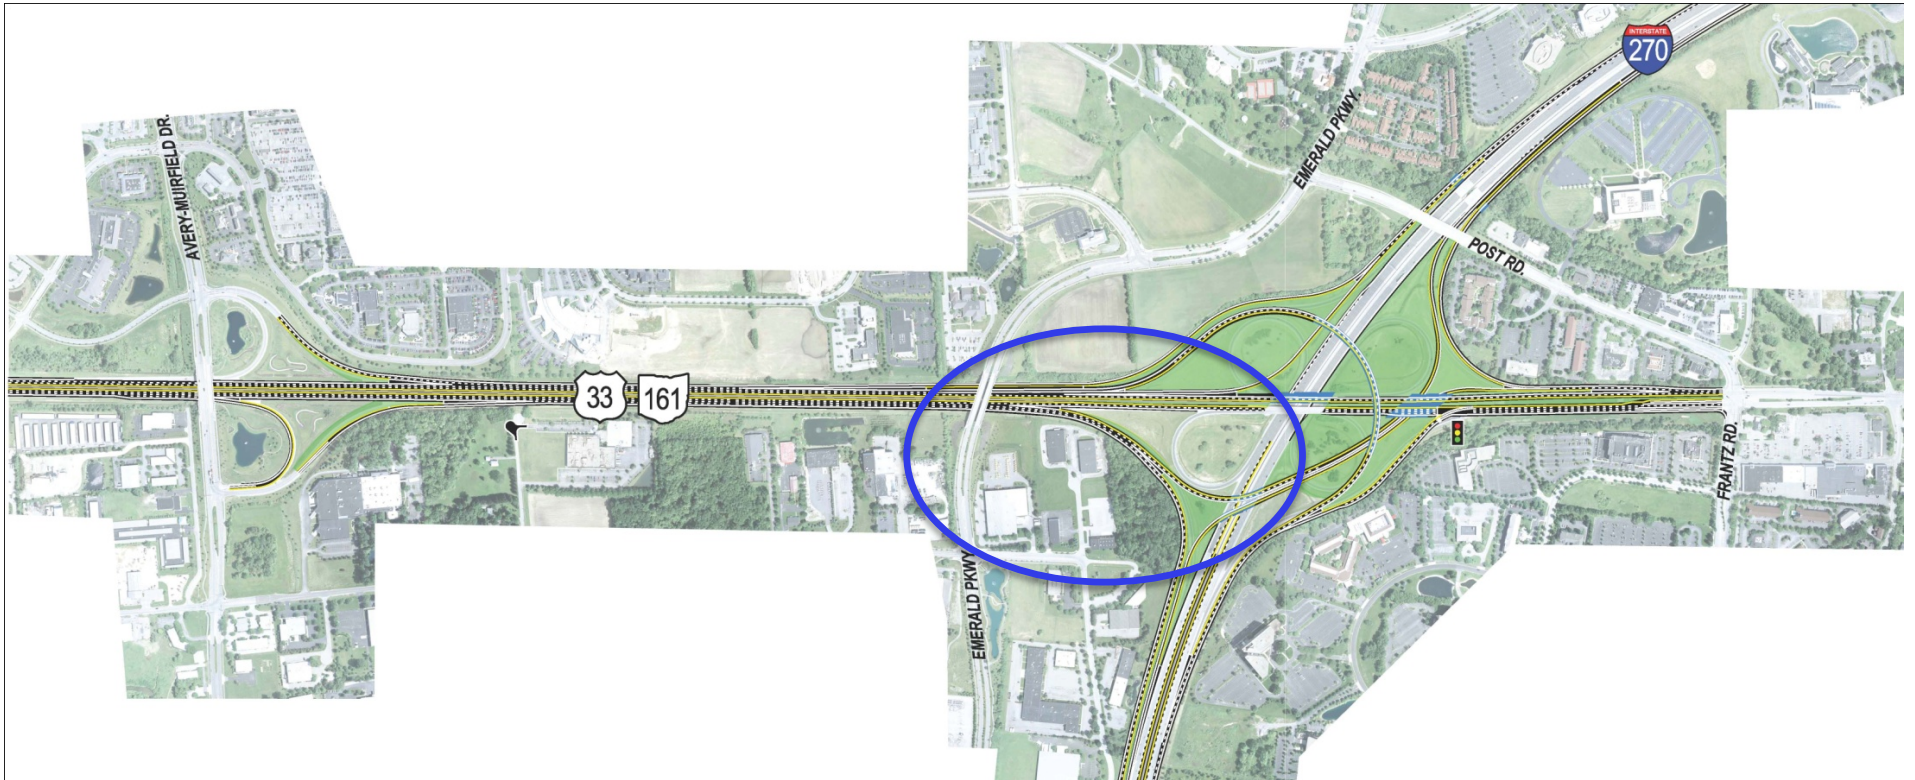 INTERSTATE
270
AVERY-MUIRFIELD DR.
EMERALD PKWY.
POST RD.
33
161
FRANTZ RD.
EMERALD PKWY.